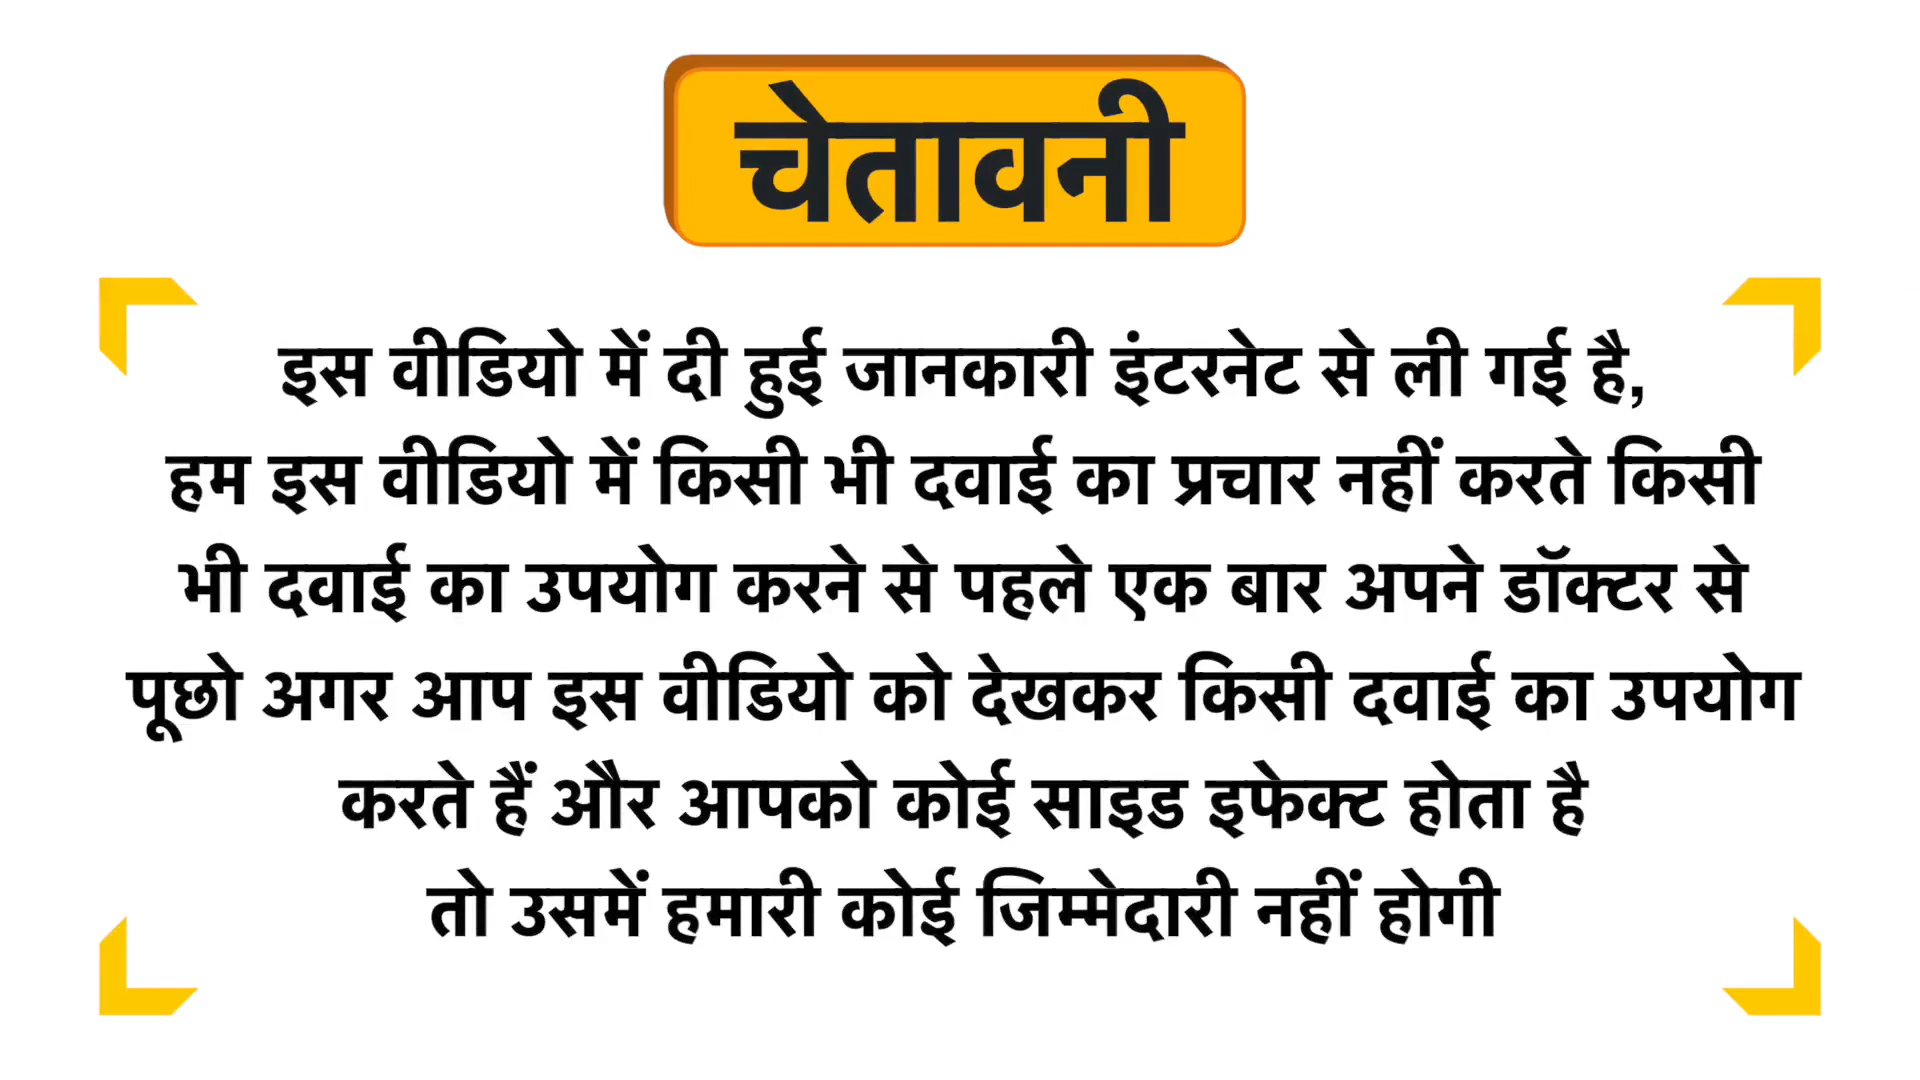 चेतावनी
इस वीडियो में दी हुई जानकारी इंटरनेट से ली गई है,
हम इस वीडियो में किसी भी दवाई का प्रचार नहीं करते किसी
भी दवाई का उपयोग करने से पहले एक बार अपने डॉक्टर से
पूछो अगर आप इस वीडियो को देखकर किसी दवाई का उपयोग
करते हैं और आपको कोई साइड इफेक्ट होता है
तो उसमें हमारी कोई जिम्मेदारी नहीं होगी